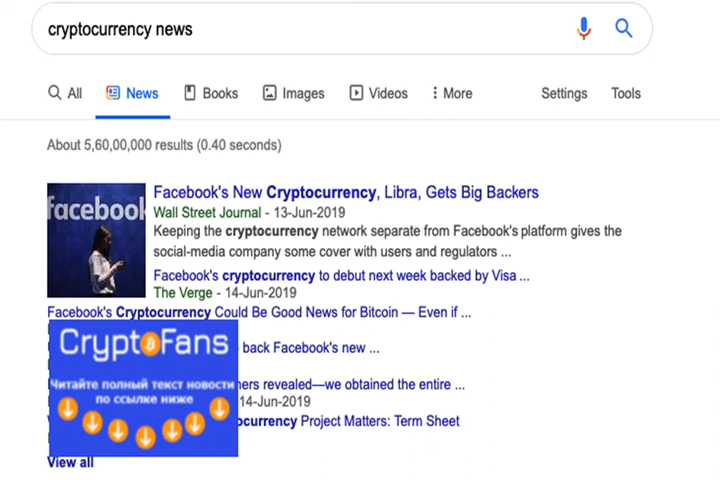 cryptocurrency news
All News Books Images Videos More Settings Tools
About 5,60,00,000 results (0.40 seconds)
facebook
Facebook's New Cryptocurrency, Libra, Gets Big Backers
Wall Street Journal - 13-Jun-2019
Keeping the cryptocurrency network separate from Facebook's platform gives the
social-media company some cover with users and regulators ...
Facebook's cryptocurrency to debut next week backed by Visa ...
The Verge - 14-Jun-2019
Facebook's Cryptocurrency Could Be Good News for Bitcoin — Even if ...
CryptoFans
back Facebook's new ...
Читайте полный текст новости
revealed—we obtained the entire ...
по ссылке ниже
14-Jun-2019
Project Matters: Term Sheet
View all